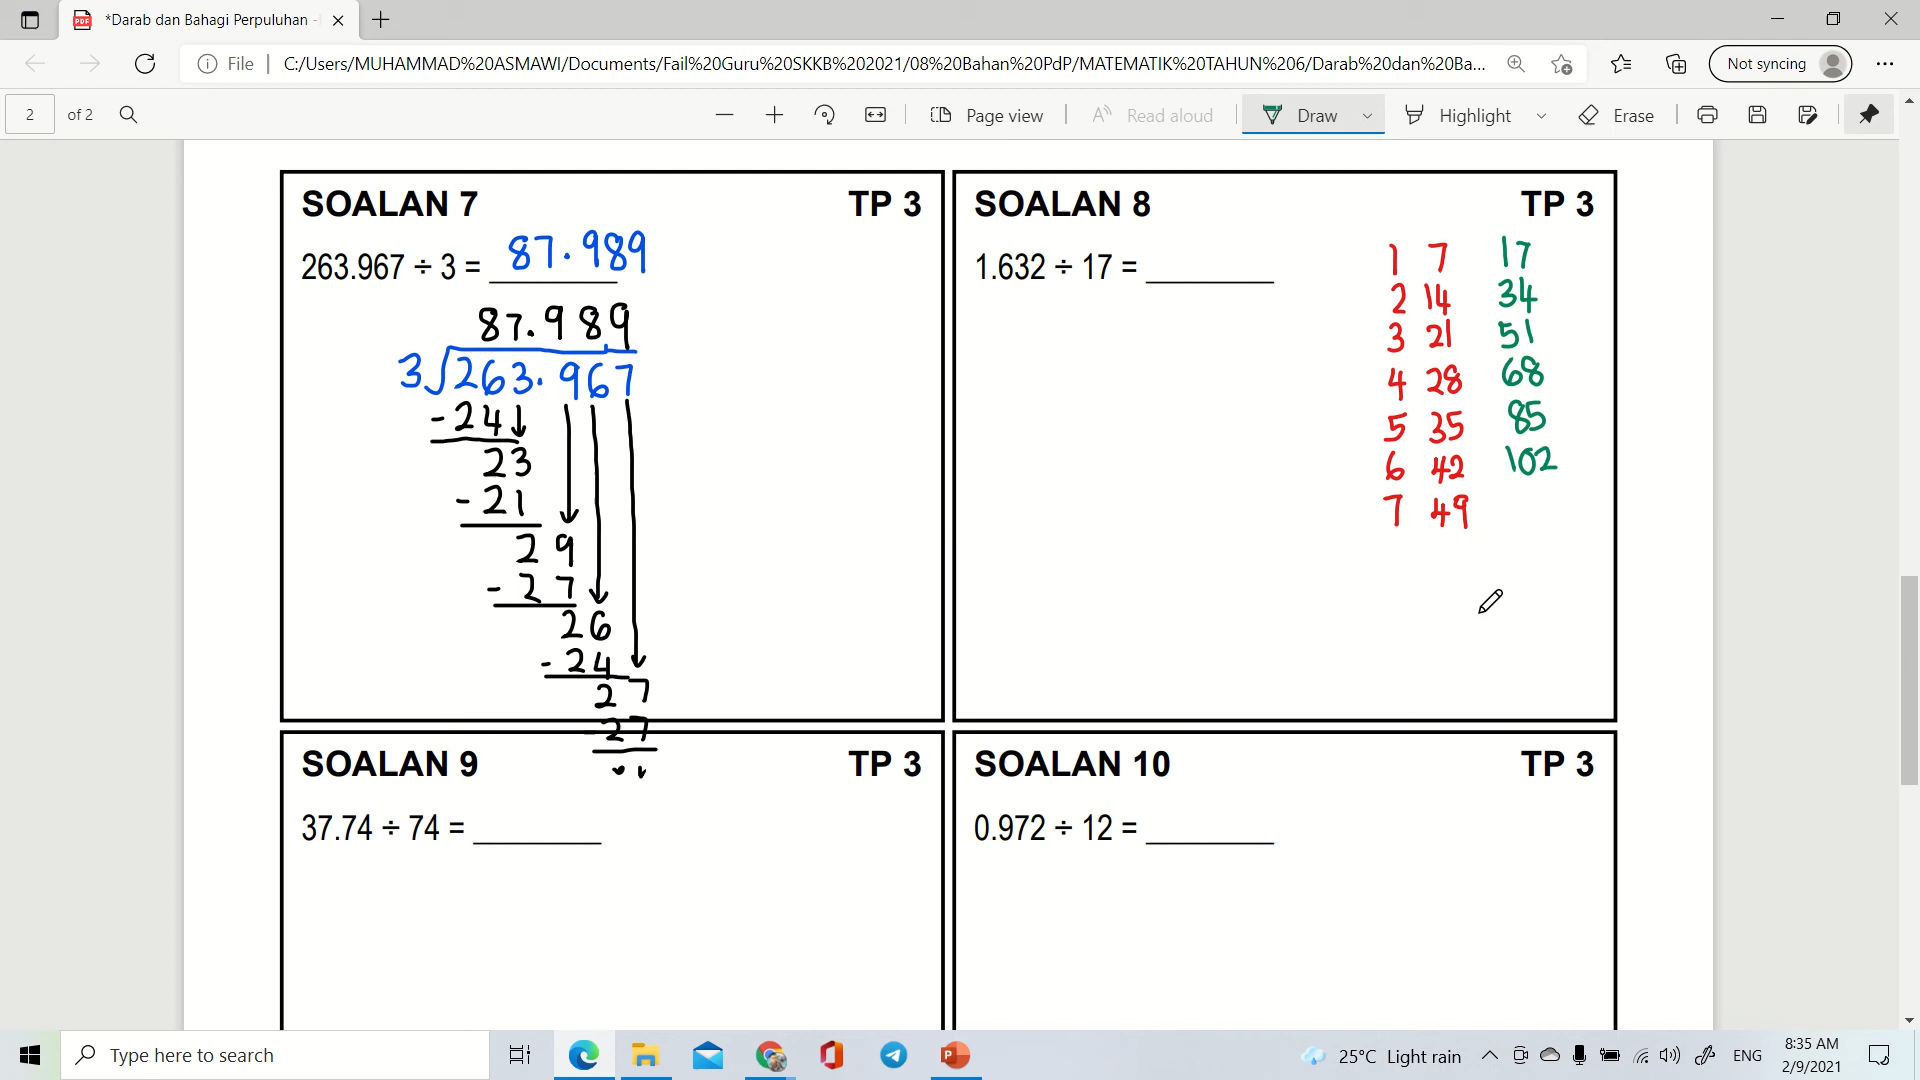 *Darab dan Bahagi Perpuluhan -
File
C:/Users/MUHAMMAD%20ASMAWI/Documents/Fail%20Guru%20SKKB%202021/08%20Bahan%20PdP/MATEMATIK%20TAHUN%206/Darab%20dan%20Ba...
Not syncing
2 of 2
Page view
Read aloud
Draw
Highlight
Erase
SOALAN 7 TP 3
263.967 ÷ 3 = 87.989
87.989
3 263.967
-24
23
-21
29
-27
26
-24
27
27
SOALAN 8 TP 3
1.632 ÷ 17 = ________
1 7 17
2 14 34
3 21 51
4 28 68
5 35 85
6 42 102
7 49
SOALAN 9 TP 3
37.74 ÷ 74 = ________
SOALAN 10 TP 3
0.972 ÷ 12 = ________
Type here to search
25°C Light rain
ENG
8:35 AM
2/9/2021